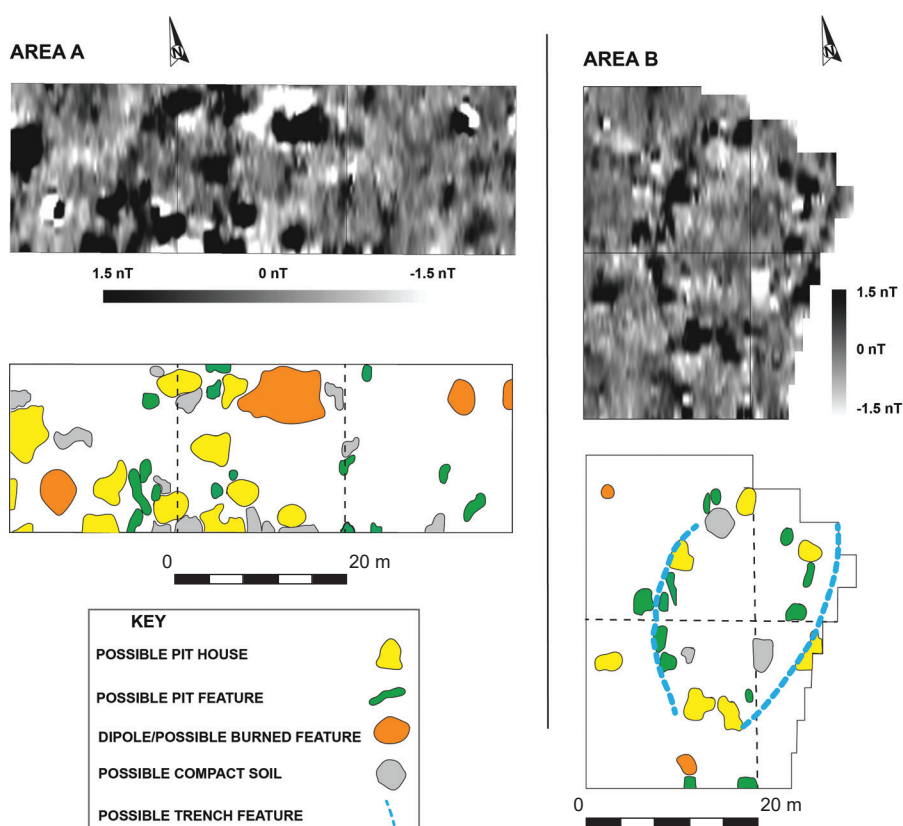 AREA A
N
1.5 nT 0 nT -1.5 nT
0 20 m
KEY
POSSIBLE PIT HOUSE
POSSIBLE PIT FEATURE
DIPOLE/POSSIBLE BURNED FEATURE
POSSIBLE COMPACT SOIL
POSSIBLE TRENCH FEATURE
AREA B
N
1.5 nT
0 nT
-1.5 nT
0 20 m